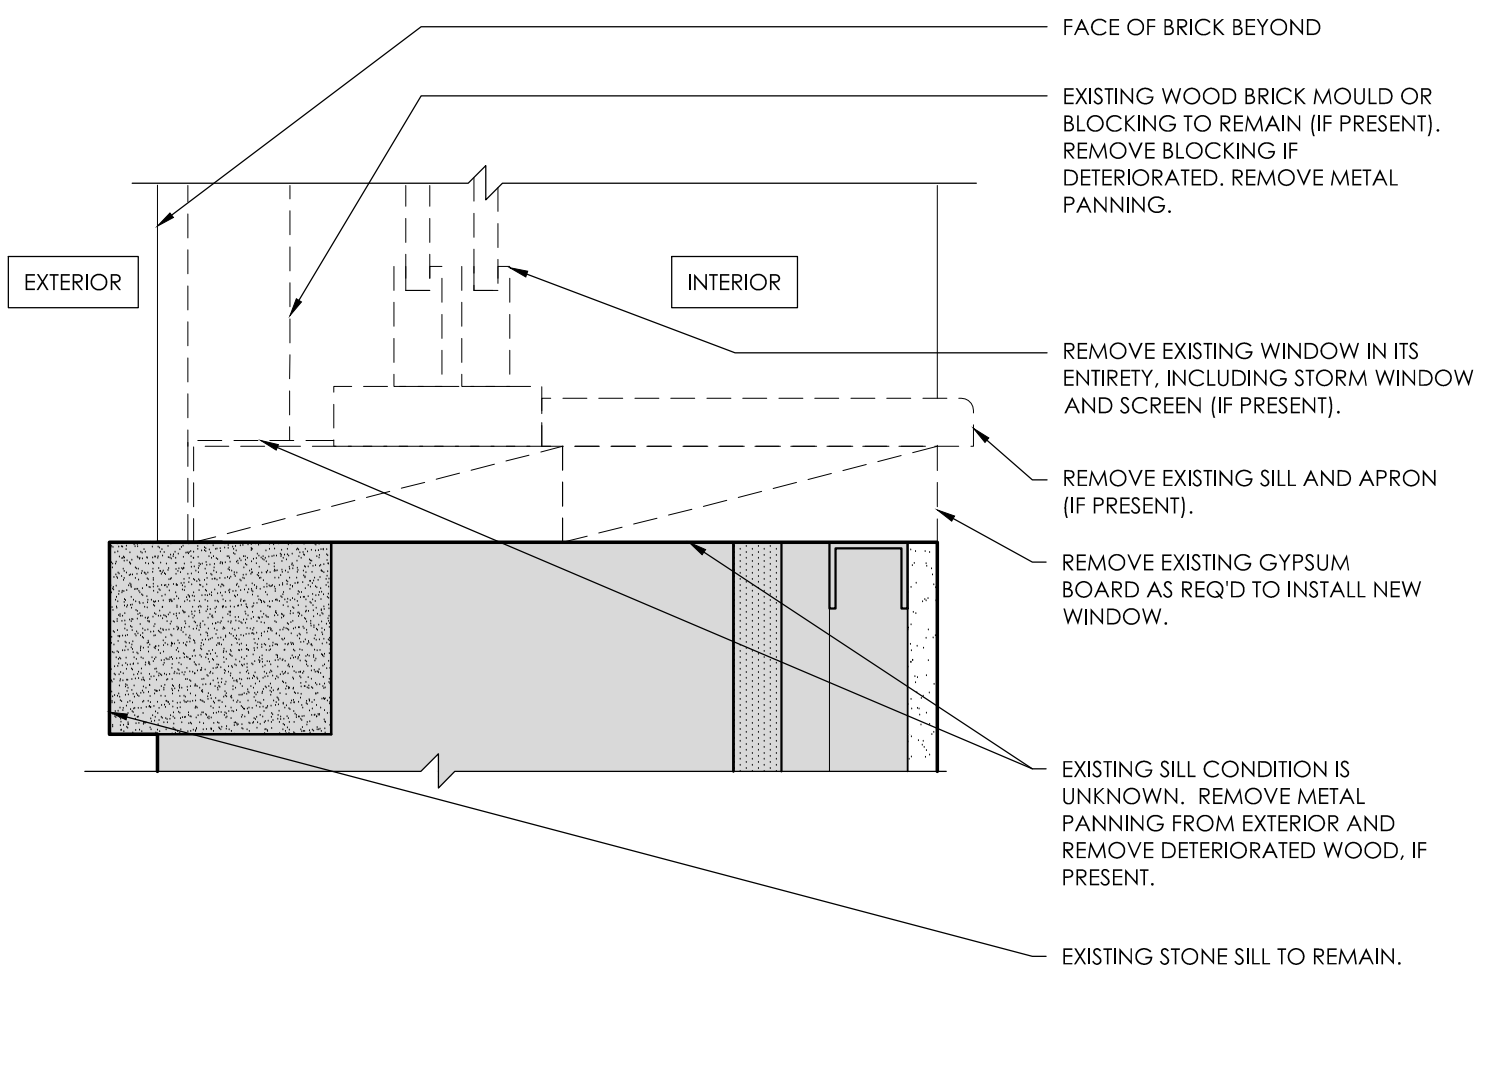 FACE OF BRICK BEYOND
EXISTING WOOD BRICK MOULD OR
BLOCKING TO REMAIN (IF PRESENT).
REMOVE BLOCKING IF
DETERIORATED. REMOVE METAL
PANNING.
EXTERIOR
INTERIOR
REMOVE EXISTING WINDOW IN ITS
ENTIRETY, INCLUDING STORM WINDOW
AND SCREEN (IF PRESENT).
REMOVE EXISTING SILL AND APRON
(IF PRESENT).
REMOVE EXISTING GYPSUM
BOARD AS REQ'D TO INSTALL NEW
WINDOW.
EXISTING SILL CONDITION IS
UNKNOWN.  REMOVE METAL
PANNING FROM EXTERIOR AND
REMOVE DETERIORATED WOOD, IF
PRESENT.
EXISTING STONE SILL TO REMAIN.